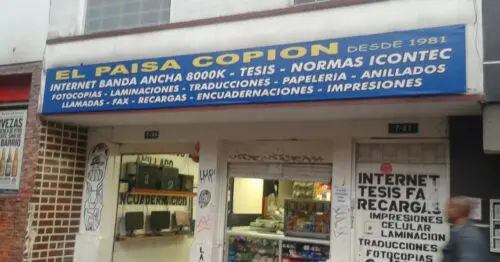 EL PAISA COPION DESDE 1981
INTERNET BANDA ANCHA 8000K - TESIS - NORMAS ICONTEC
FOTOCOPIAS - LAMINACIONES - TRADUCCIONES - PAPELERIA - ANILLADOS
LLAMADAS - FAX - RECARGAS - ENCUADERNACIONES - IMPRESIONES
INTERNET
TESIS FA
RECARGAS
IMPRESIONES
CELULAR
LAMINACION
TRADUCCIONES
FOTOCOPIAS